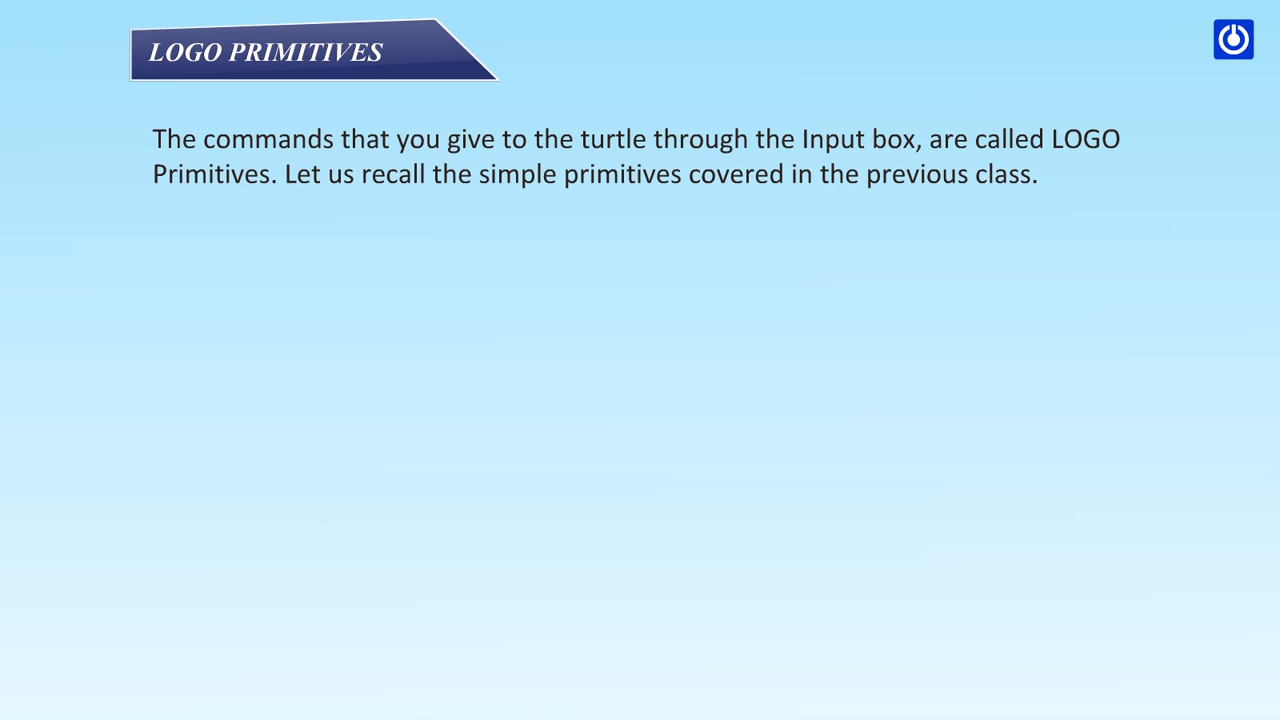 LOGO PRIMITIVES
The commands that you give to the turtle through the Input box, are called LOGO
Primitives. Let us recall the simple primitives covered in the previous class.